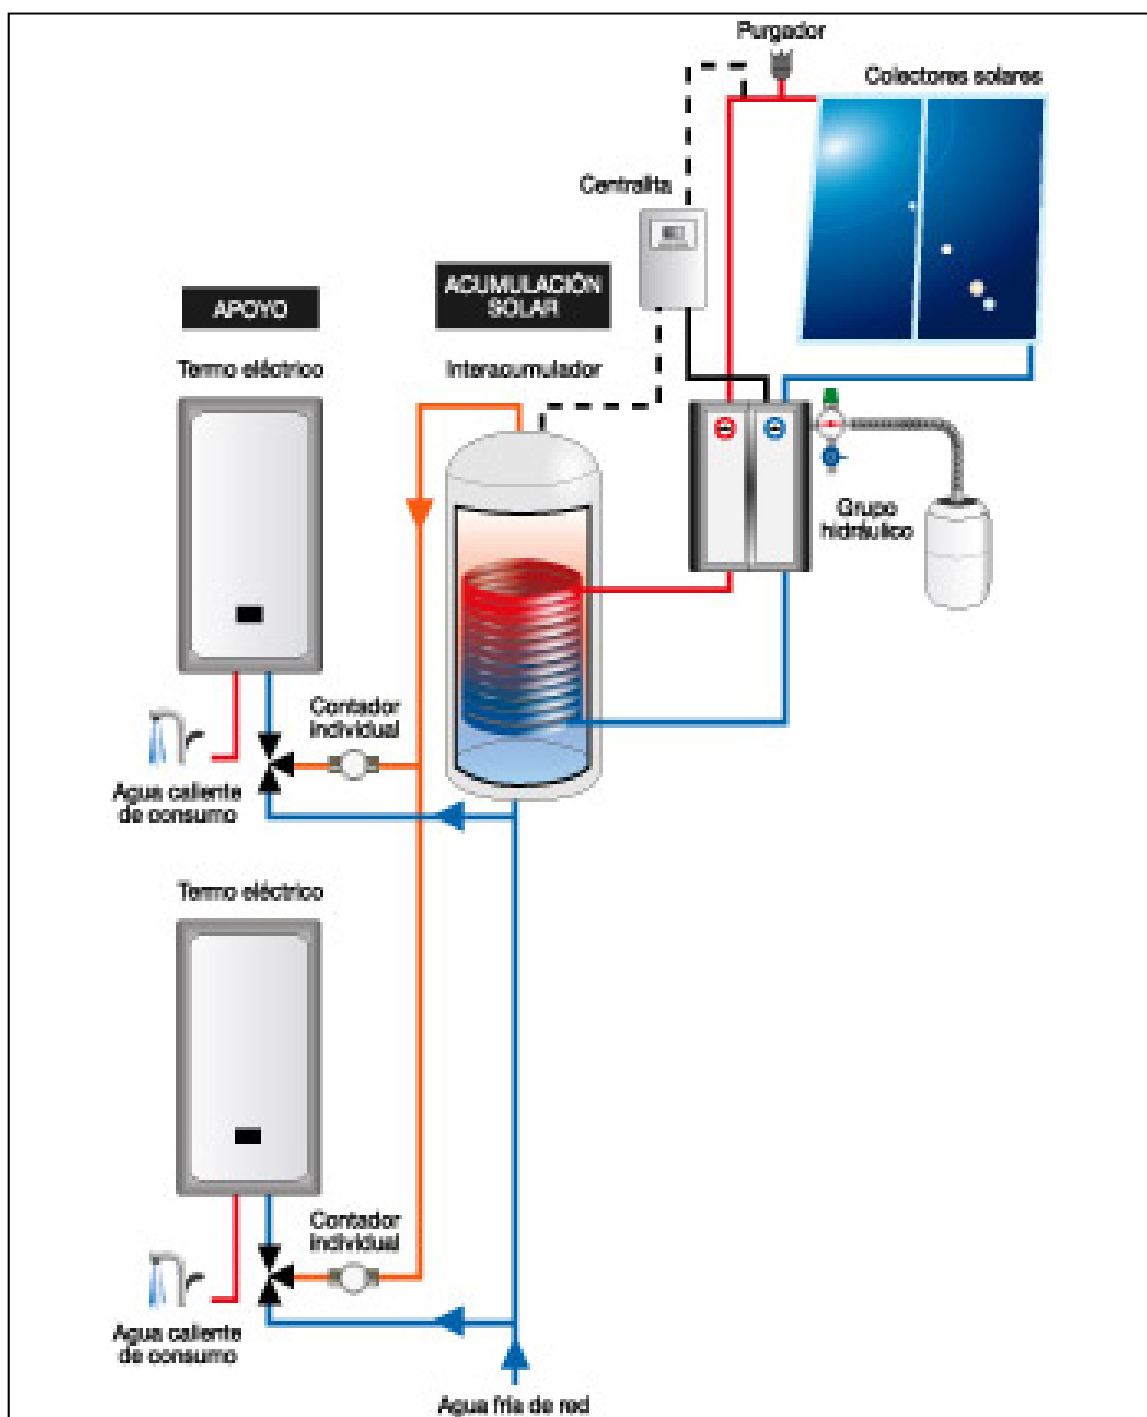 Purgador
Colectores solares
Centralita
APOYO
ACUMULACIÓN
SOLAR
Termo eléctrico
Interacumulador
Grupo
hidráulico
Contador
individual
Agua caliente
de consumo
Termo eléctrico
Contador
individual
Agua caliente
de consumo
Agua fría de red